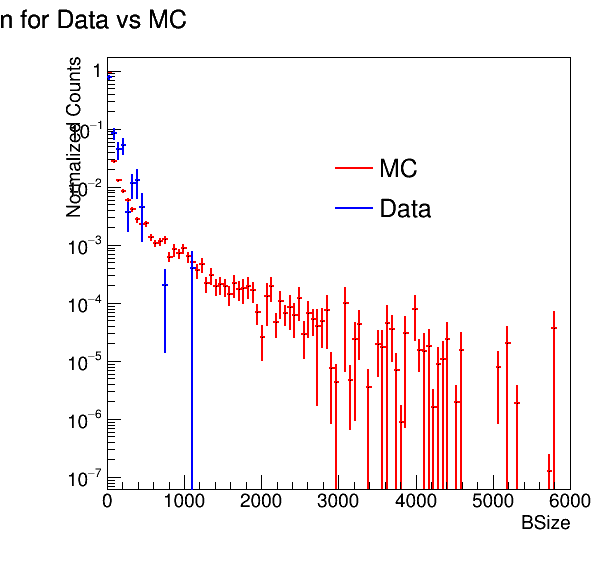 n for Data vs MC
Normalized Counts
1
10⁻¹
10⁻²
10⁻³
10⁻⁴
10⁻⁵
10⁻⁶
10⁻⁷
MC
Data
0 1000 2000 3000 4000 5000 6000
BSize